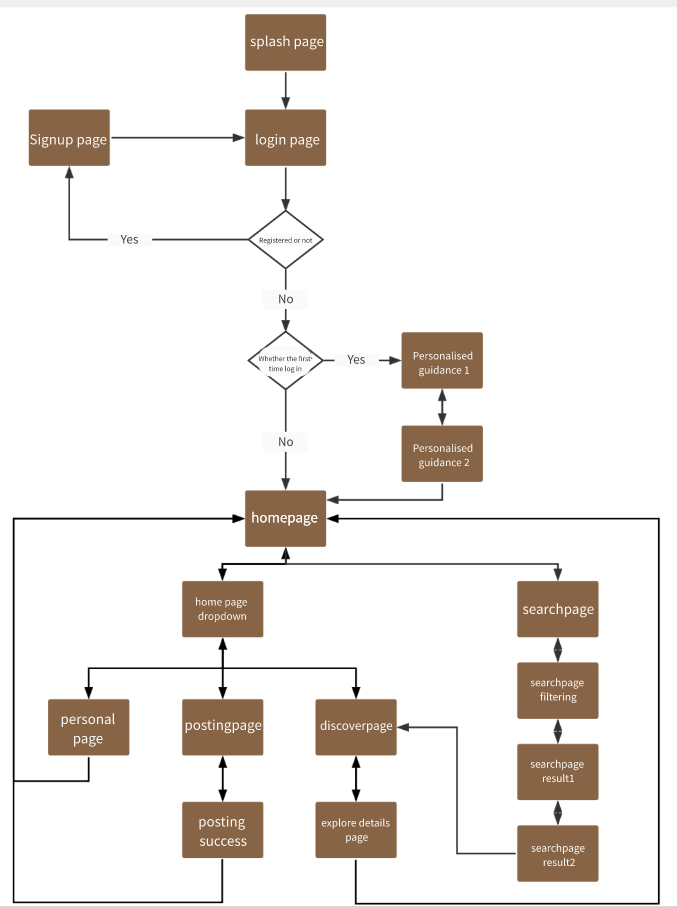 splash page
Signup page
login page
Registered or not
Yes
No
Whether the first
time log in
Yes
Personalised
guidance 1
No
Personalised
guidance 2
homepage
home page
dropdown
searchpage
searchpage
filtering
personal
page
postingpage
discoverpage
searchpage
result1
posting
success
explore details
page
searchpage
result2